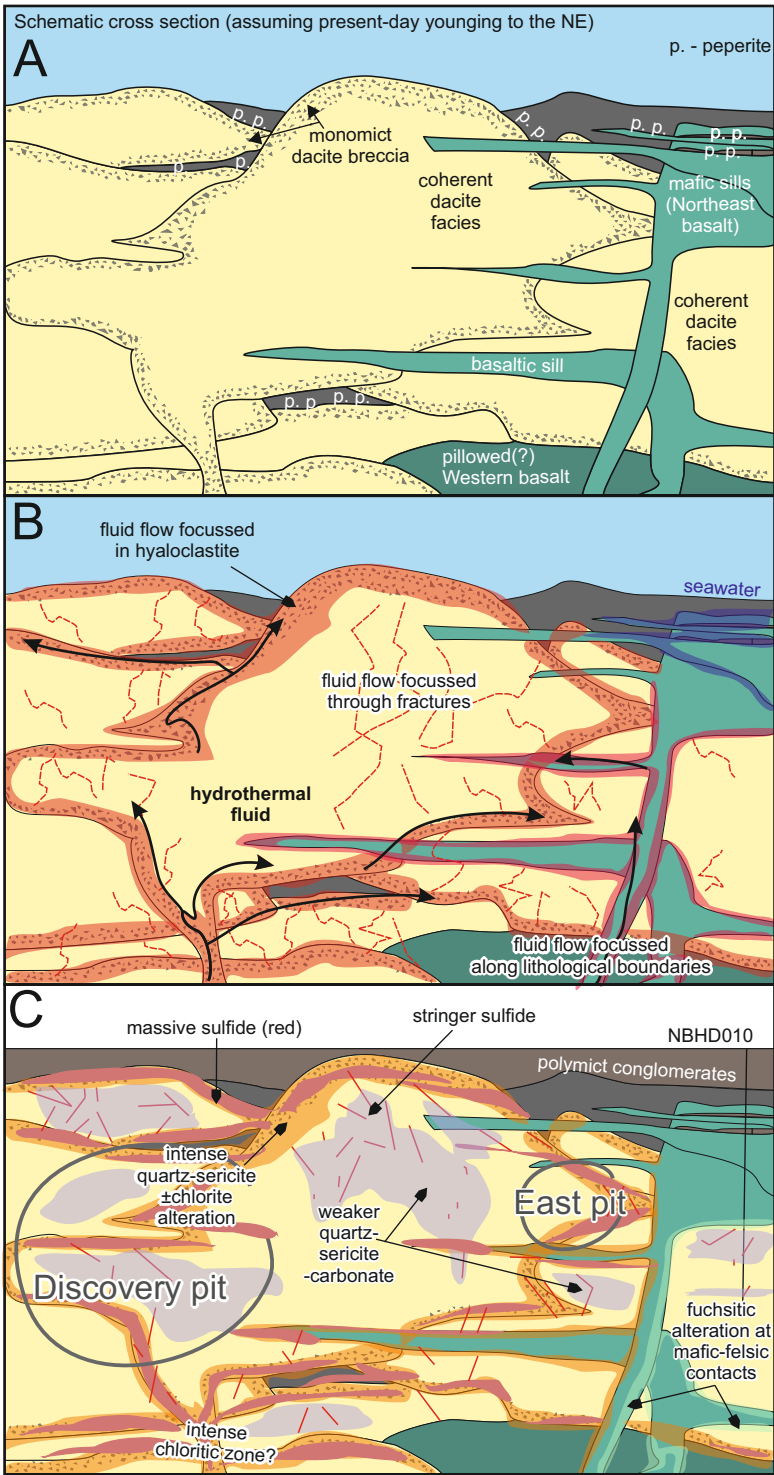 Schematic cross section (assuming present-day younging to the NE)
A
p. - peperite
p. p.
p. p.
p. p.
p. p.
p. p.
p.
p.
monomict
dacite breccia
coherent
dacite
facies
mafic sills
(Northeast
basalt)
coherent
dacite
facies
basaltic sill
p. p.
p. p.
pillowed(?)
Western basalt
B
fluid flow focussed
in hyaloclastite
seawater
fluid flow focussed
through fractures
hydrothermal
fluid
fluid flow focussed
along lithological boundaries
C
massive sulfide (red)
stringer sulfide
NBHD010
polymict conglomerates
intense
quartz-sericite
±chlorite
alteration
weaker
quartz-
sericite
-carbonate
East pit
Discovery pit
fuchsitic
alteration at
mafic-felsic
contacts
intense
chloritic zone?